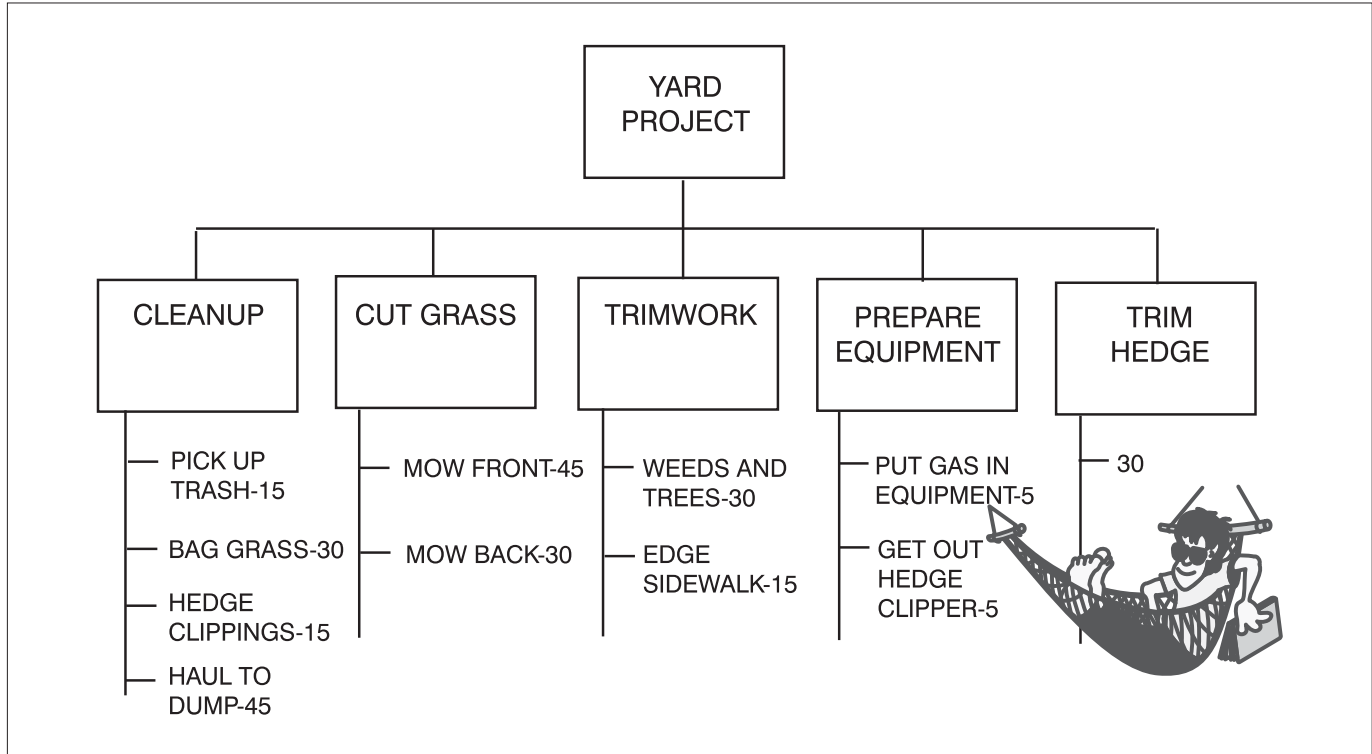 YARD
PROJECT
CLEANUP
PICK UP
TRASH-15
BAG GRASS-30
HEDGE
CLIPPINGS-15
HAUL TO
DUMP-45
CUT GRASS
MOW FRONT-45
MOW BACK-30
TRIMWORK
WEEDS AND
TREES-30
EDGE
SIDEWALK-15
PREPARE
EQUIPMENT
PUT GAS IN
EQUIPMENT-5
GET OUT
HEDGE
CLIPPER-5
TRIM
HEDGE
30